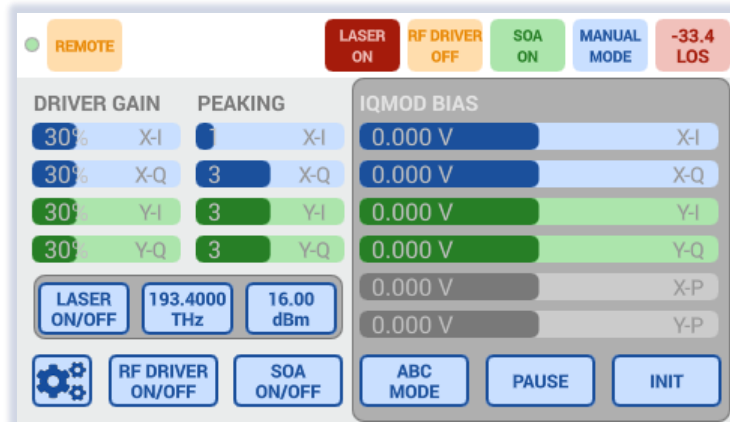 REMOTE
LASER ON
RF DRIVER OFF
SOA ON
MANUAL MODE
-33.4 LOS
DRIVER GAIN
PEAKING
IQMOD BIAS
30% X-I
1 X-I
0.000 V X-I
30% X-Q
3 X-Q
0.000 V X-Q
30% Y-I
3 Y-I
0.000 V Y-I
30% Y-Q
3 Y-Q
0.000 V Y-Q
0.000 V X-P
0.000 V Y-P
LASER ON/OFF
193.4000 THz
16.00 dBm
RF DRIVER ON/OFF
SOA ON/OFF
ABC MODE
PAUSE
INIT